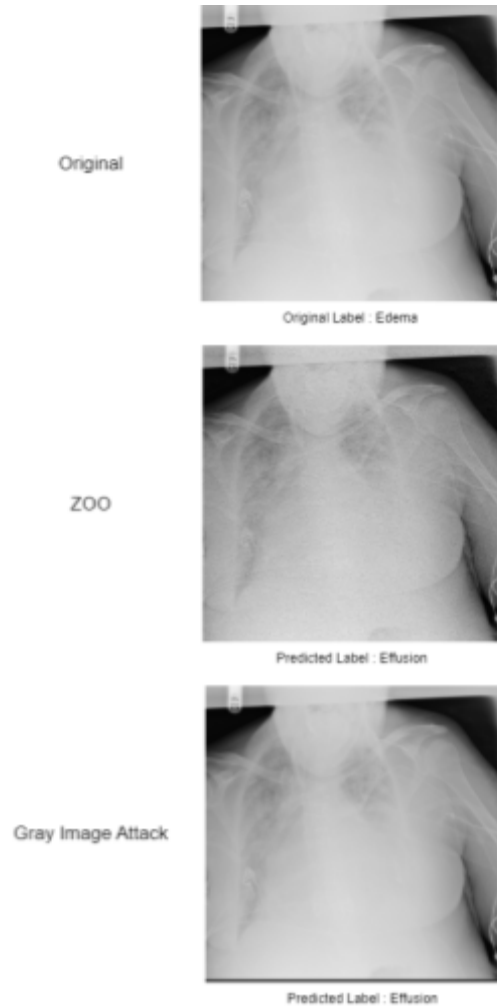 Original
Original Label : Edema
ZOO
Predicted Label : Effusion
Gray Image Attack
Predicted Label : Effusion